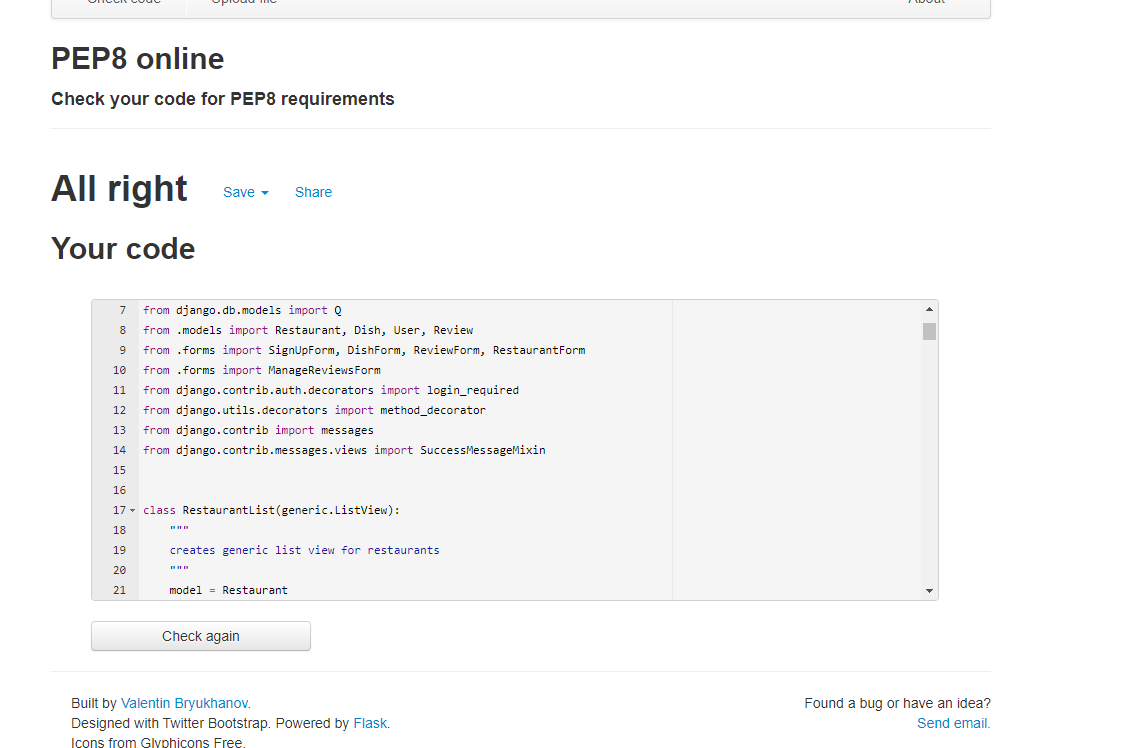 Check code Upload file About
PEP8 online
Check your code for PEP8 requirements
All right Save Share
Your code
7 from django.db.models import Q
8 from .models import Restaurant, Dish, User, Review
9 from .forms import SignUpForm, DishForm, ReviewForm, RestaurantForm
10 from .forms import ManageReviewsForm
11 from django.contrib.auth.decorators import login_required
12 from django.utils.decorators import method_decorator
13 from django.contrib import messages
14 from django.contrib.messages.views import SuccessMessageMixin
15
16
17 class RestaurantList(generic.ListView):
18 """
19 creates generic list view for restaurants
20 """
21 model = Restaurant
Check again
Built by Valentin Bryukhanov. Found a bug or have an idea?
Designed with Twitter Bootstrap. Powered by Flask. Send email.
Icons from Glyphicons Free.